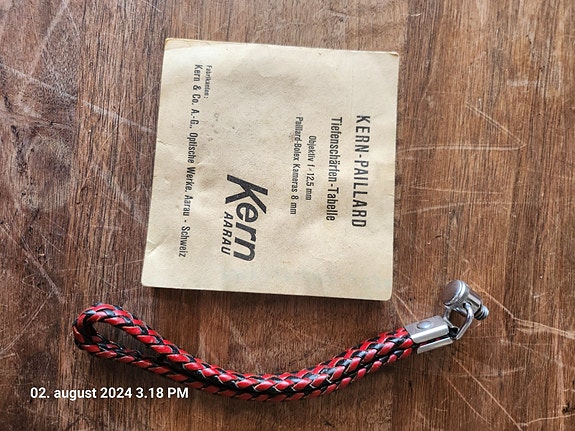 KERN-PAILLARD
Tiefenschärfen-Tabelle
Objektiv f = 12,5 mm
Paillard-Bolex Kameras 8 mm
Kern
AARAU
Fabrikanten:
Kern & Co. A.-G., Optische Werke, Aarau - Schweiz
02. august 2024 3.18 PM